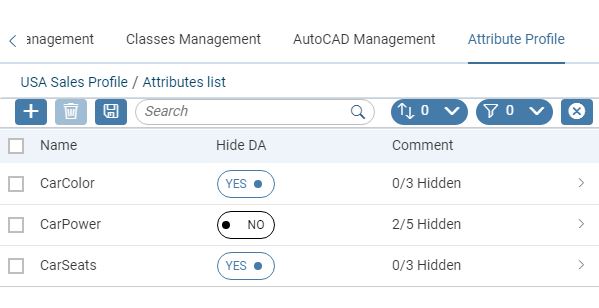 anagement Classes Management AutoCAD Management Attribute Profile
USA Sales Profile / Attributes list
Search 0 0
Name Hide DA Comment
CarColor YES 0/3 Hidden
CarPower NO 2/5 Hidden
CarSeats YES 0/3 Hidden